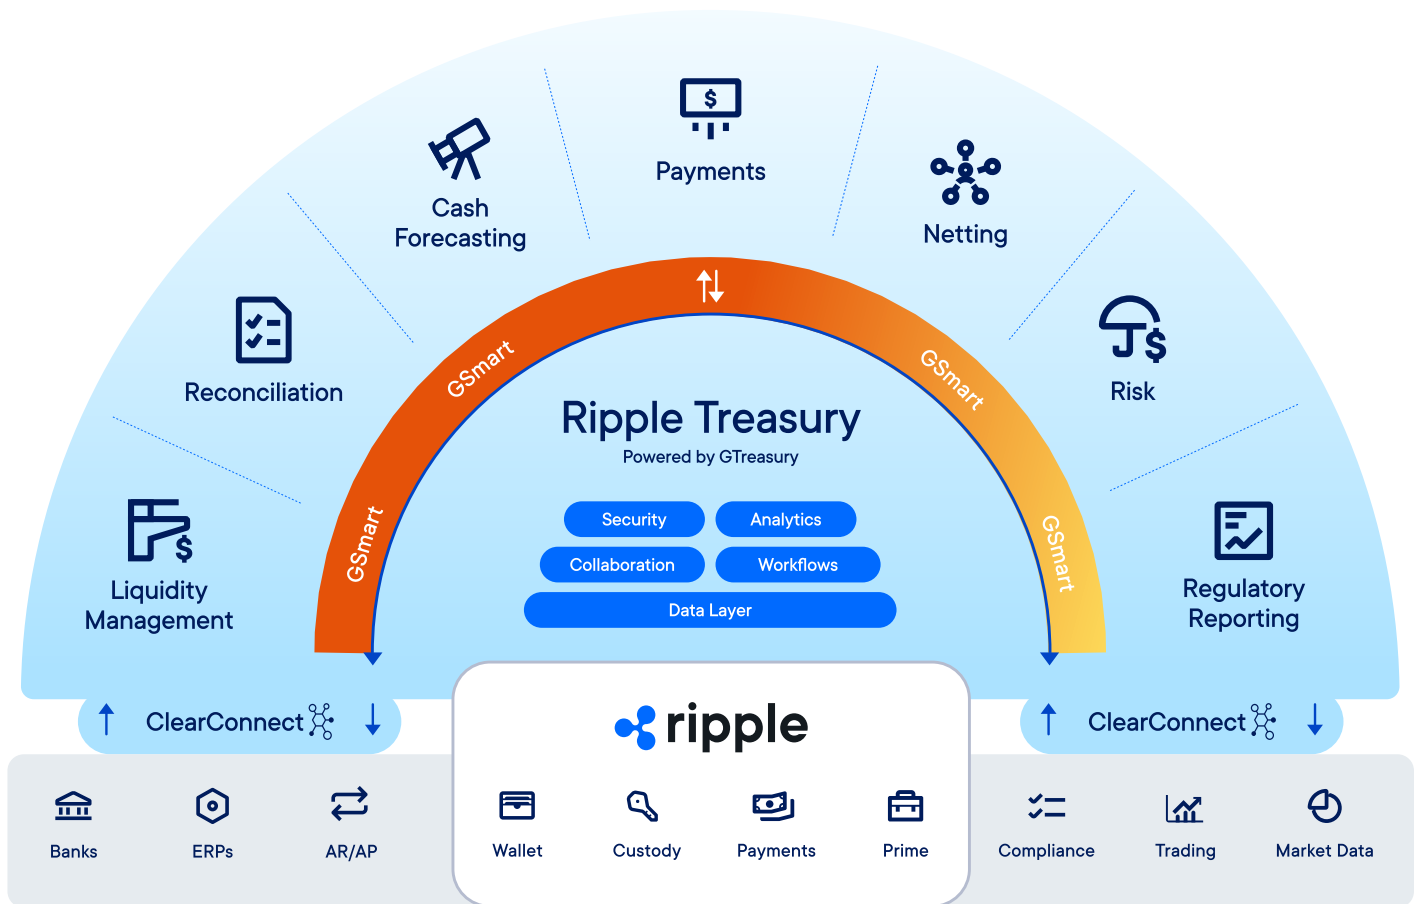 $
Payments
Cash
Forecasting
Netting
Reconciliation
$
Risk
$
Liquidity
Management
Regulatory
Reporting
GSmart
GSmart
GSmart
GSmart
Ripple Treasury
Powered by GTreasury
Security
Analytics
Collaboration
Workflows
Data Layer
ClearConnect
ClearConnect
ripple
Banks
ERPs
AR/AP
Wallet
Custody
Payments
Prime
Compliance
Trading
Market Data